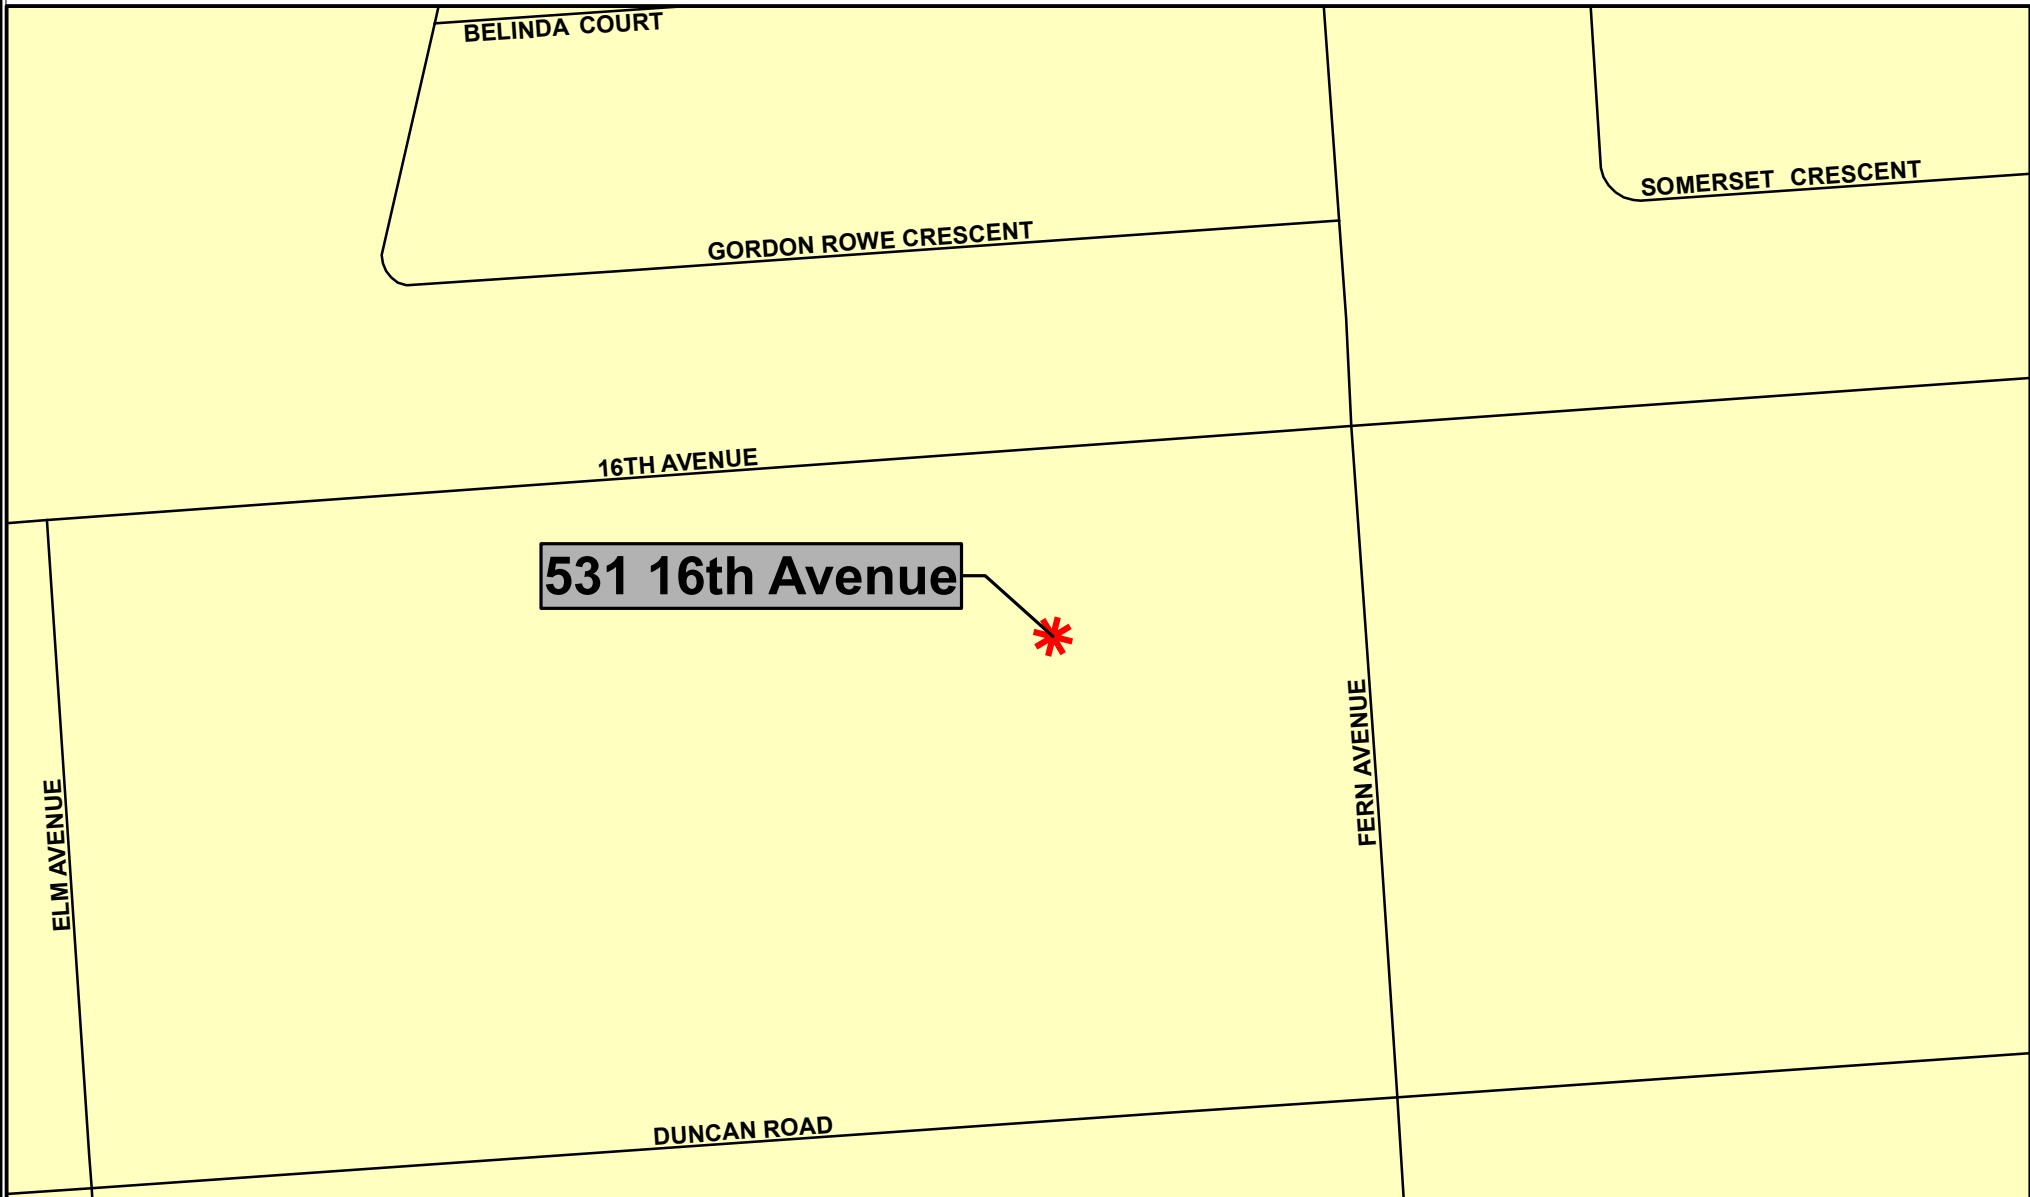 BELINDA COURT
SOMERSET CRESCENT
GORDON ROWE CRESCENT
16TH AVENUE
531 16th Avenue
FERN AVENUE
ELM AVENUE
DUNCAN ROAD